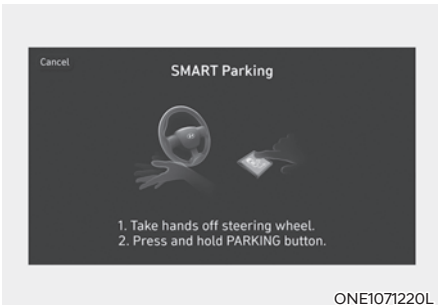 Cancel
SMART Parking
1. Take hands off steering wheel.
2. Press and hold PARKING button.
ONE1071220L